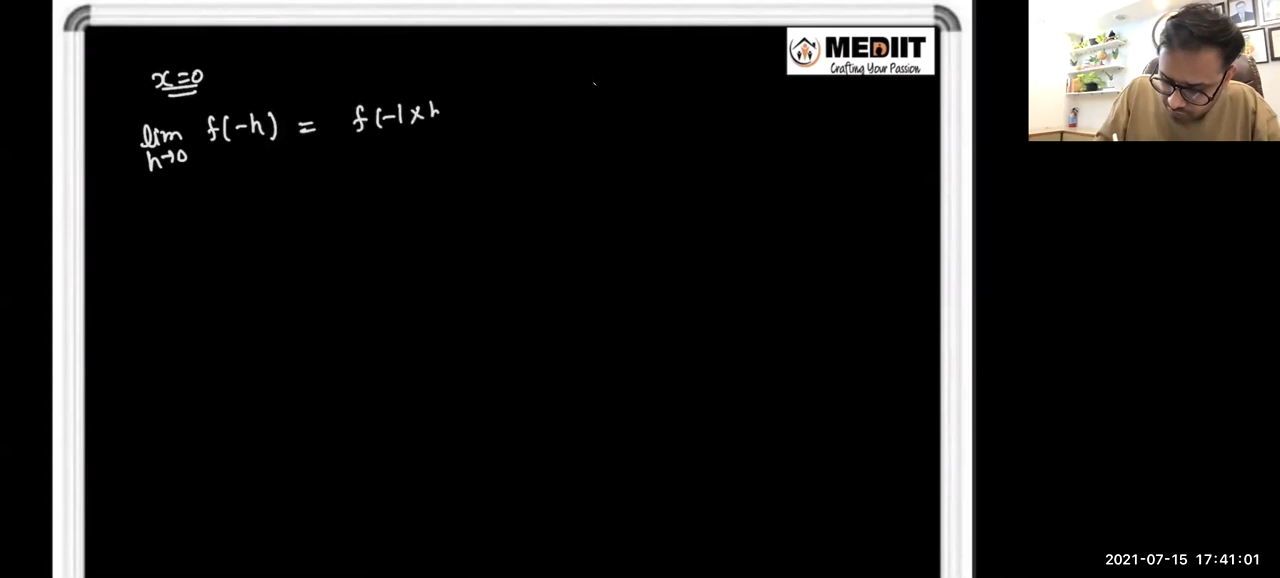 MEDIIT
Crafting Your Passion
x=0
lim f(-h) = f(-1×h
h→0
2021-07-15 17:41:01